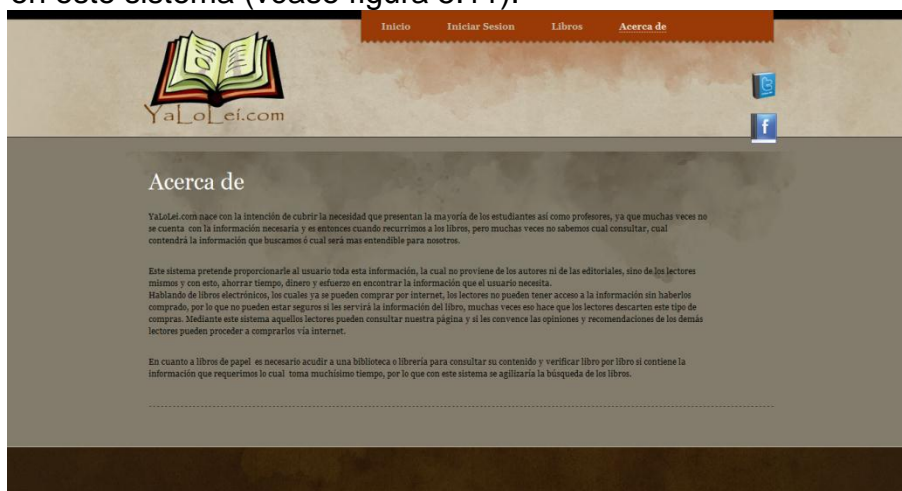 en este sistema (véase figura 3.11).
Inicio Iniciar Sesion Libros Acerca de
YaLoLeí.com
Acerca de
YaLoLei.com nace con la intención de cubrir la necesidad que presentan la mayoría de los estudiantes así como profesores, ya que muchas veces no
se cuenta con la información necesaria y es entonces cuando recurrimos a los libros, pero muchas veces no sabemos cual consultar, cual
contendrá la información que buscamos ó cual será mas entendible para
nosotros.
Este sistema pretende proporcionarle al usuario toda esta información, la cual no proviene de los autores ni de las editoriales, sino de los lectores
mismos y con esto, ahorrar tiempo, dinero y esfuerzo en encontrar la información que el usuario necesita.
Hablando de libros electrónicos, los cuales ya se pueden comprar por internet, los lectores no pueden tener acceso a la información sin haberlos
comprado, por lo que no pueden estar seguros si les servirá la información del libro, muchas veces eso hace que los lectores descarten este tipo de
compras. Mediante este sistema aquellos lectores pueden consultar nuestra página y si les convence las opiniones y recomendaciones de los demás
lectores pueden proceder a comprarlos vía internet.
En cuanto a libros de papel es necesario acudir a una biblioteca o librería para consultar su contenido y verificar libro por libro si contiene la
información que requerimos lo cual toma muchísimo tiempo, por lo que con este sistema se agilizaría la búsqueda de los libros.